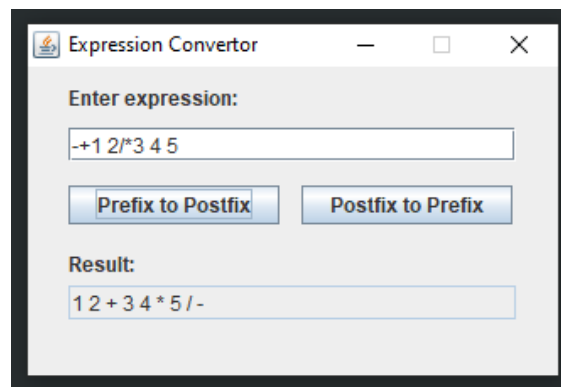 Expression Convertor
Enter expression:
-+1 2/*3 4 5
Prefix to Postfix Postfix to Prefix
Result:
1 2 + 3 4 * 5 / -